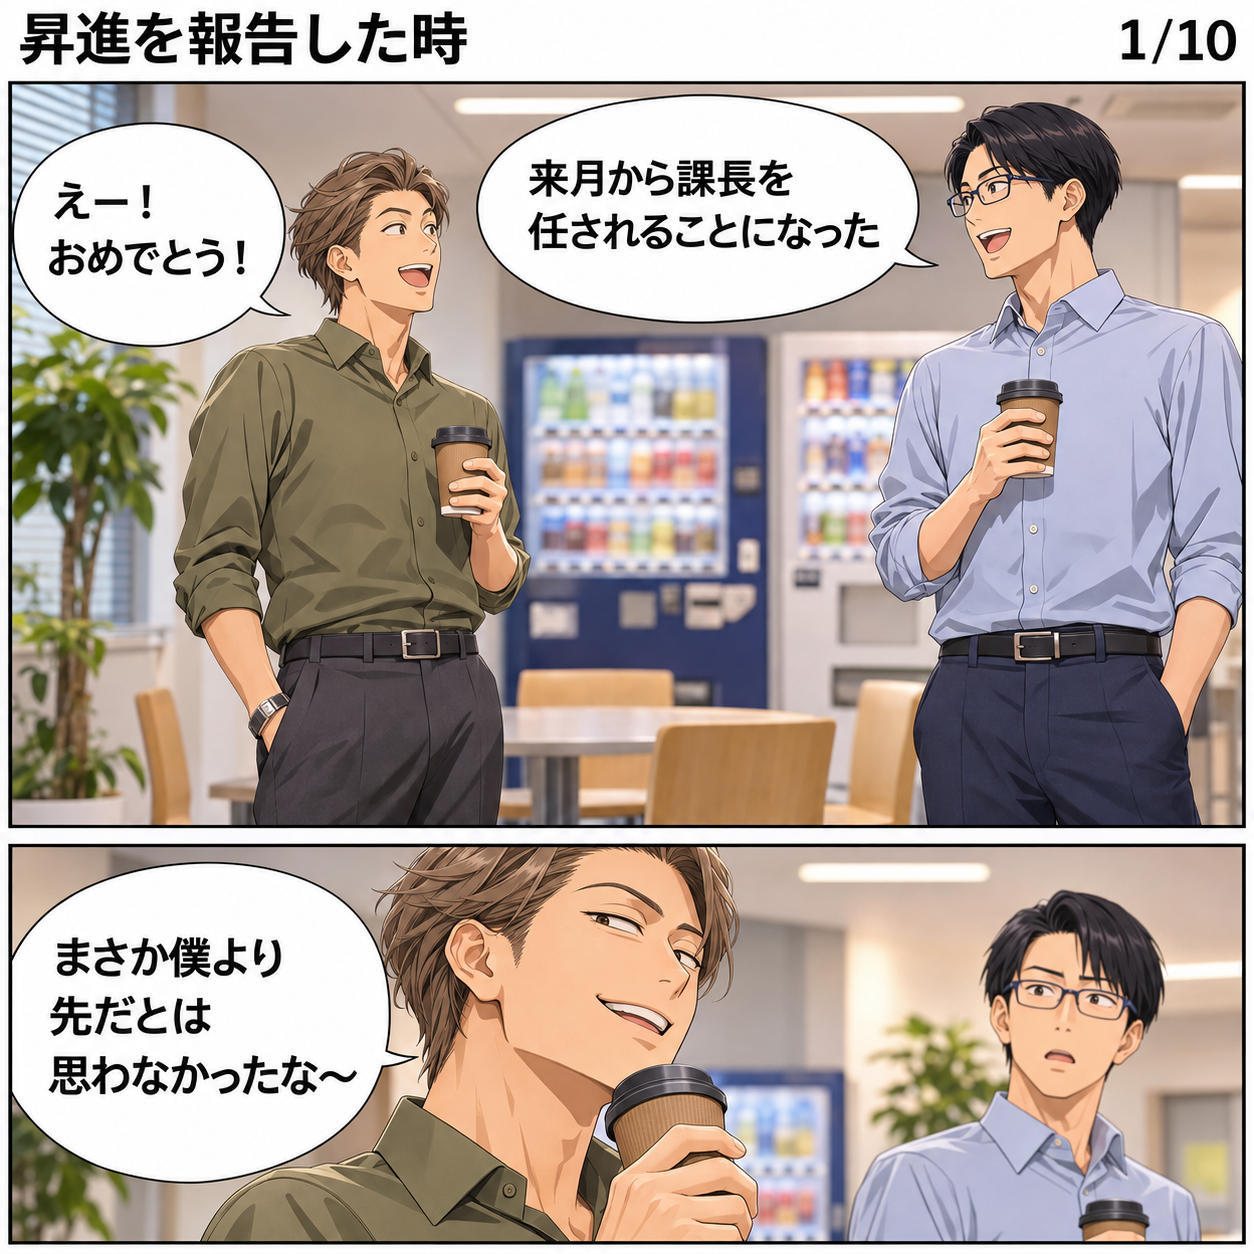 昇進を報告した時
1/10
来月から課長を
任されることになった
えー！
おめでとう！
まさか僕より
先だとは
思わなかったな〜